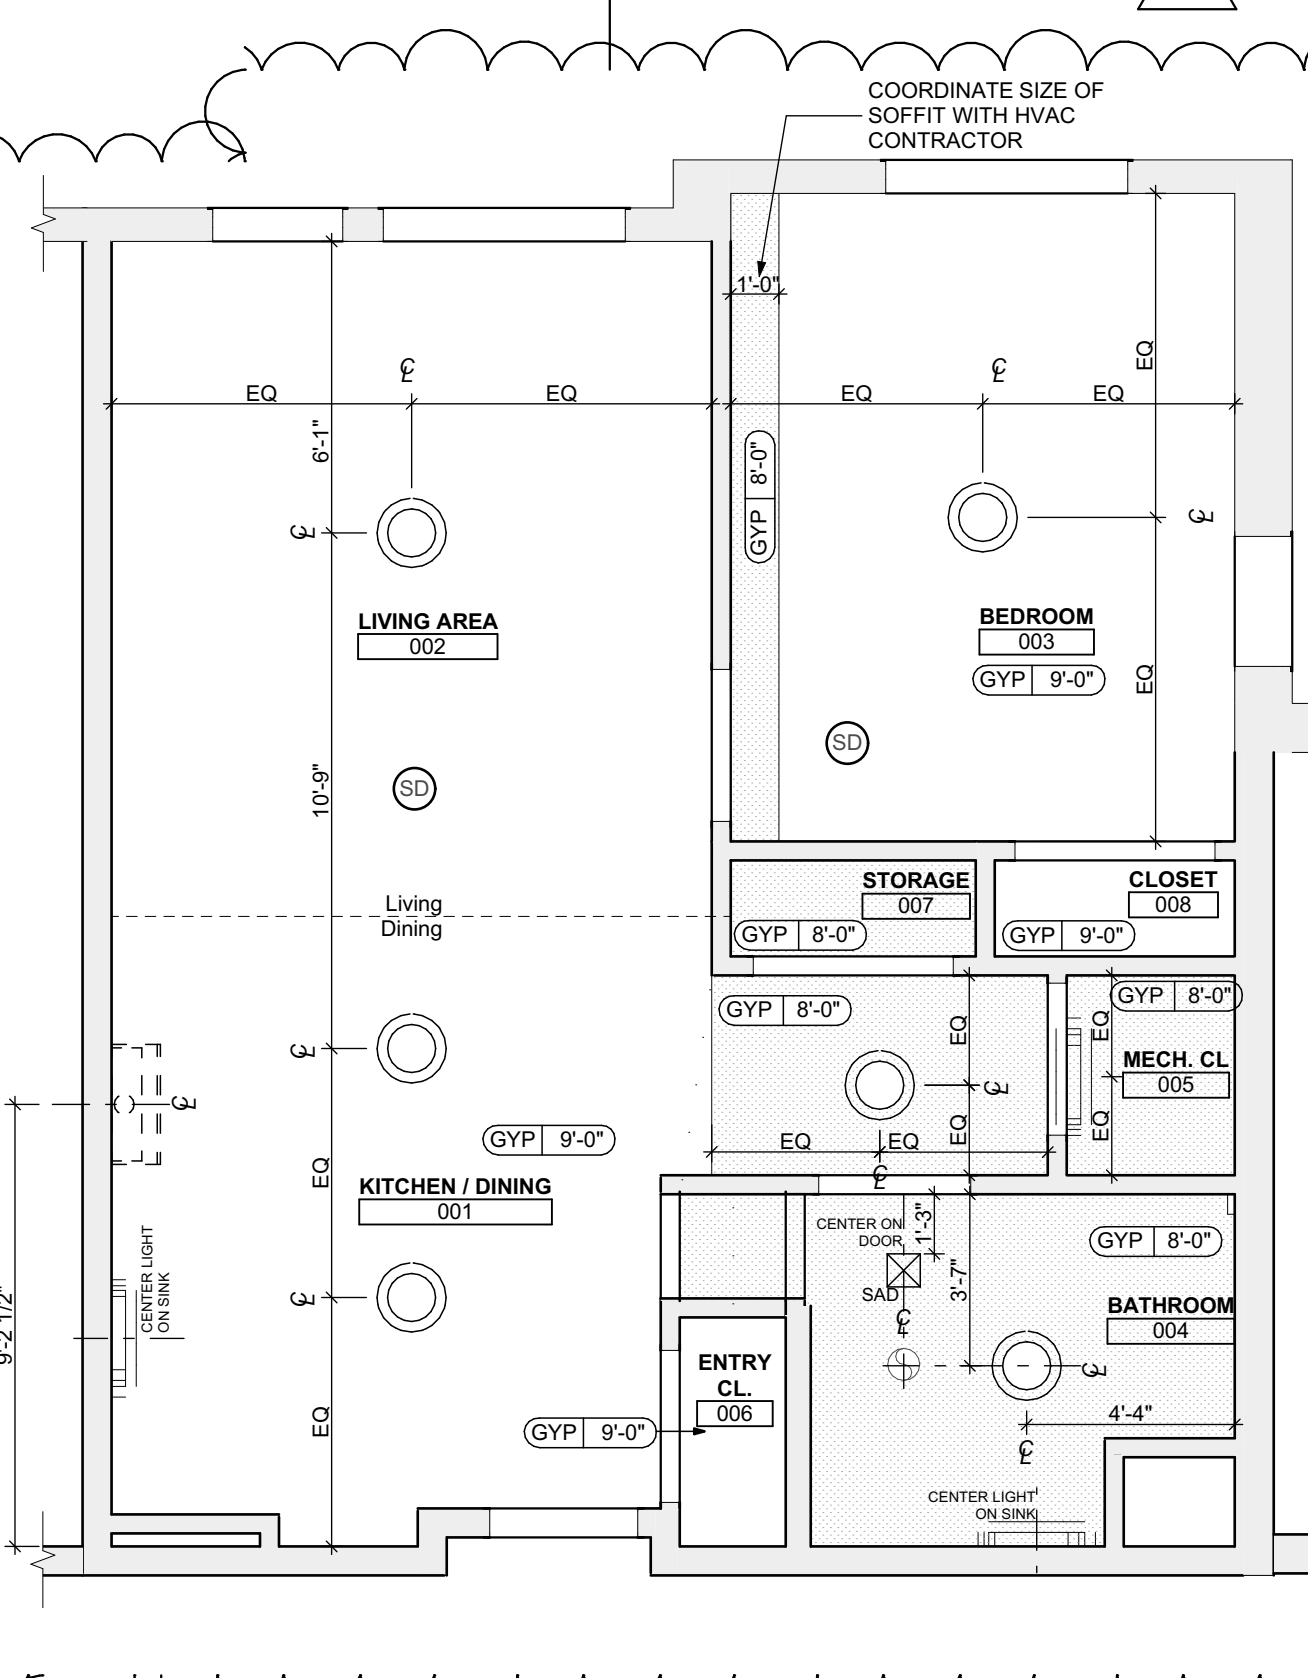 COORDINATE SIZE OF
SOFFIT WITH HVAC
CONTRACTOR
1'-0"
EQ
EQ
EQ
EQ
EQ
6'-1"
GYP 8'-0"
LIVING AREA
002
BEDROOM
003
GYP 9'-0"
EQ
SD
SD
10'-9"
Living
Dining
STORAGE
007
GYP 8'-0"
CLOSET
008
GYP 9'-0"
GYP 8'-0"
EQ
EQ
EQ
EQ
GYP 8'-0"
EQ
EQ
MECH. CL
005
GYP 9'-0"
EQ
KITCHEN / DINING
001
CENTER ON
DOOR
1'-3"
3'-7"
SAD
GYP 8'-0"
BATHROOM
004
CENTER LIGHT
ON SINK
9'-2 1/2"
ENTRY
CL.
006
GYP 9'-0"
EQ
4'-4"
CENTER LIGHT
ON SINK